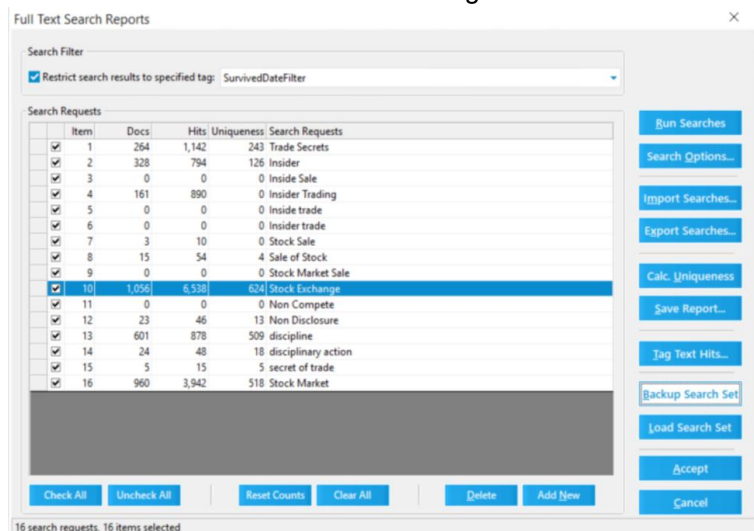 Full Text Search Reports
Search Filter
Restrict search results to specified tag: SurvivedDateFilter
Search Requests
Item Docs Hits Uniqueness Search Requests
1 264 1,142 243 Trade Secrets
2 328 794 126 Insider
3 0 0 0 Inside Sale
4 161 890 0 Insider Trading
5 0 0 0 Inside trade
6 0 0 0 Insider trade
7 3 10 0 Stock Sale
8 15 54 4 Sale of Stock
9 0 0 0 Stock Market Sale
10 1,056 6,538 624 Stock Exchange
11 0 0 0 Non Compete
12 23 46 13 Non Disclosure
13 601 878 509 discipline
14 24 48 18 disciplinary action
15 5 15 5 secret of trade
16 960 3,942 518 Stock Market
Run Searches
Search Options...
Import Searches...
Export Searches...
Calc. Uniqueness
Save Report...
Tag Text Hits...
Backup Search Set
Load Search Set
Accept
Cancel
Check All Uncheck All Reset Counts Clear All Delete Add New
16 search requests, 16 items selected